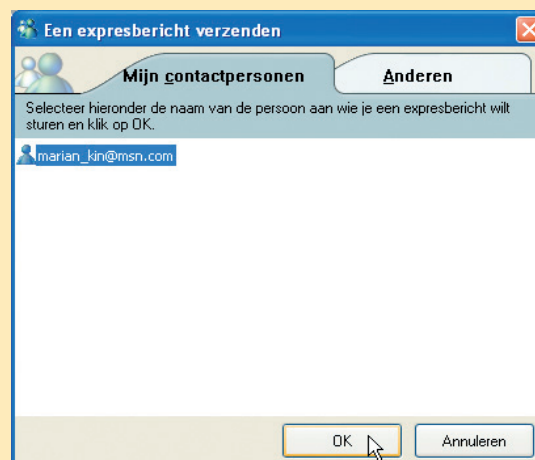 Een expresbericht verzenden
Mijn contactpersonen
Anderen
Selecteer hieronder de naam van de persoon aan wie je een expresbericht wilt
sturen en klik op OK.
marian_kin@msn.com
OK
Annuleren